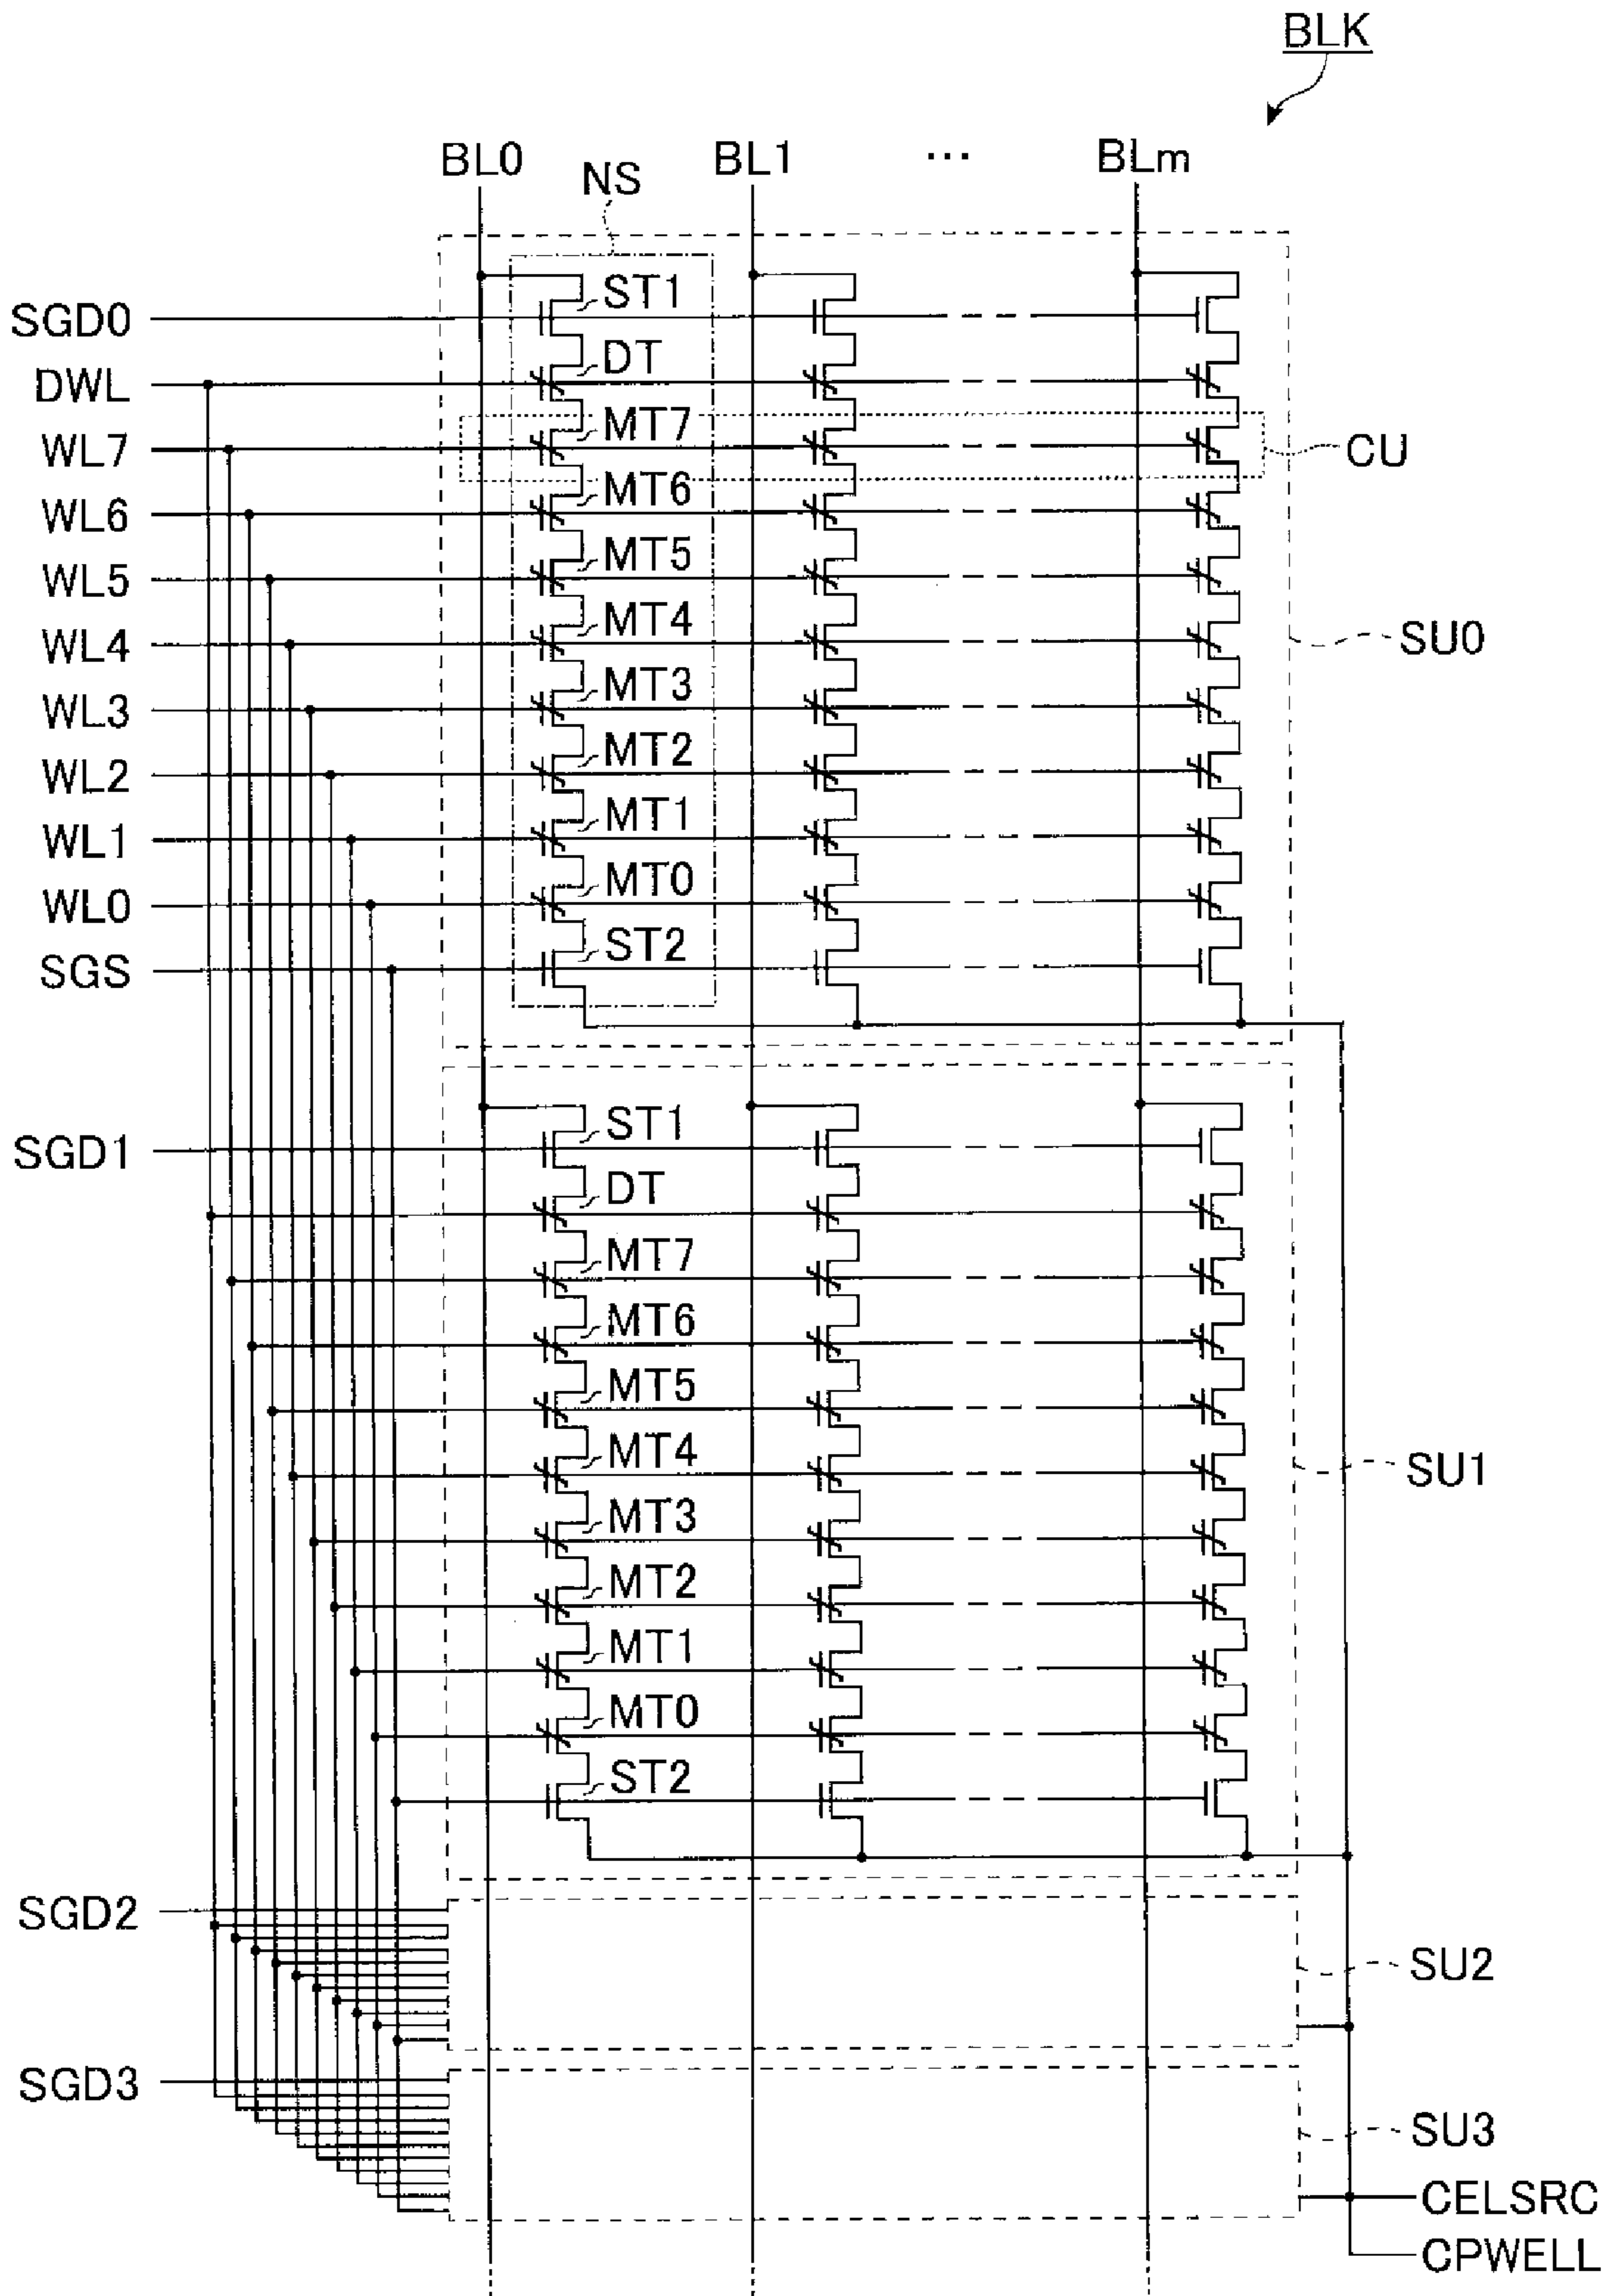 BLK
BL0 NS BL1 ... BLm
SGD0 ST1
DWL DT
WL7 MT7 CU
WL6 MT6
WL5 MT5
WL4 MT4 SU0
WL3 MT3
WL2 MT2
WL1 MT1
WL0 MT0
SGS ST2
SGD1 ST1
DT
MT7
MT6
MT5
MT4 SU1
MT3
MT2
MT1
MT0
ST2
SGD2
SU2
SGD3
SU3
CELSRC
CPWELL